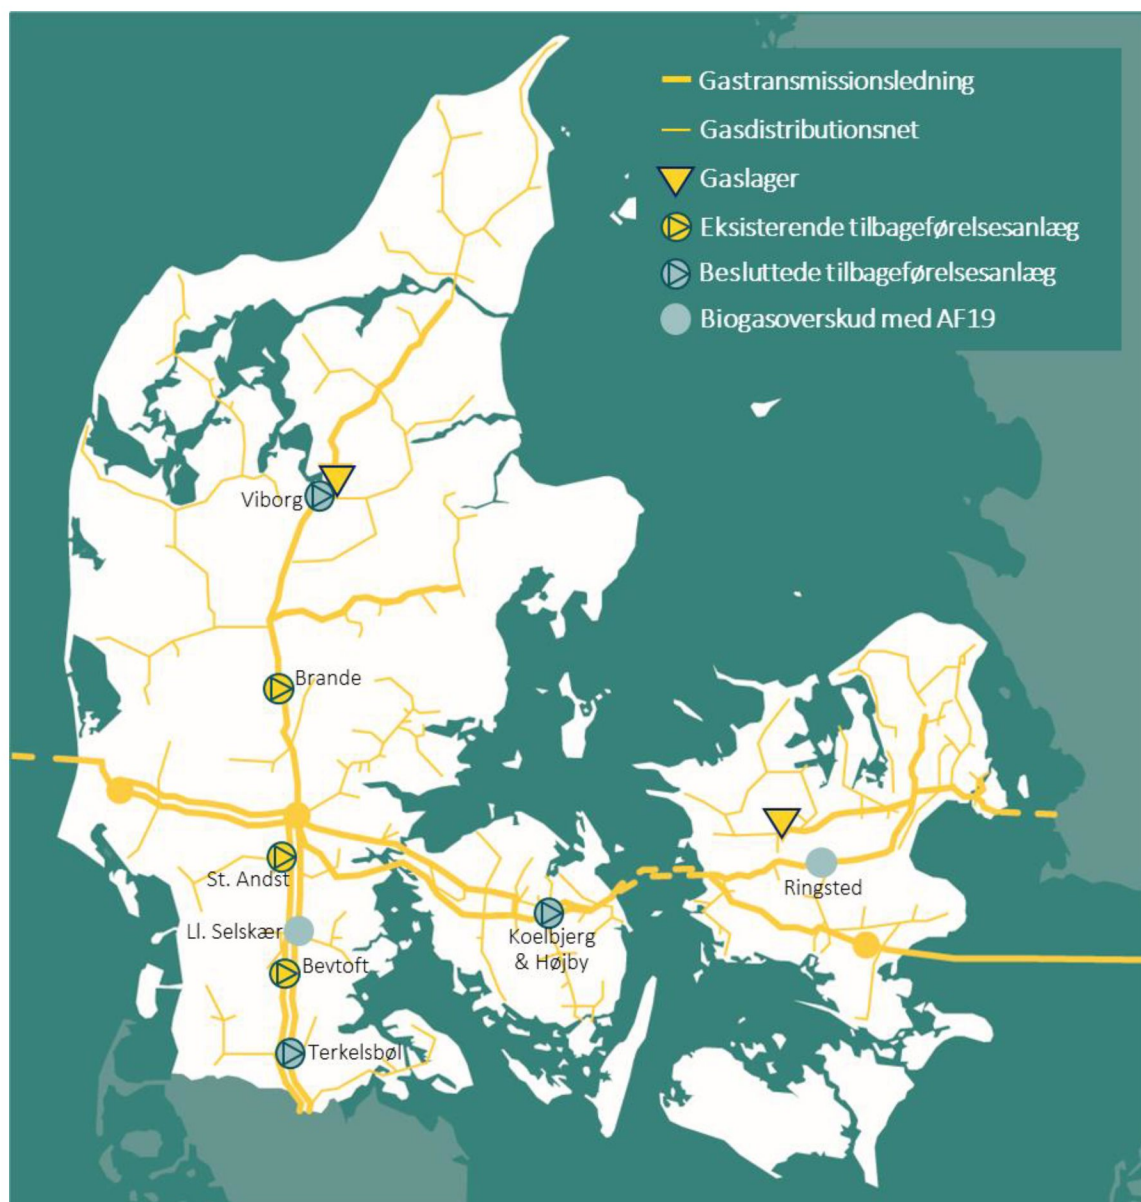 Gastransmissionsledning
Gasdistributionsnet
Gaslager
Eksisterende tilbageførelsesanlæg
Besluttede tilbageførelsesanlæg
Biogasoverskud med AF19
Viborg
Brande
St. Andst
Ll. Selskær
Bevtoft
Terkelsbøl
Koelbjerg
& Højby
Ringsted